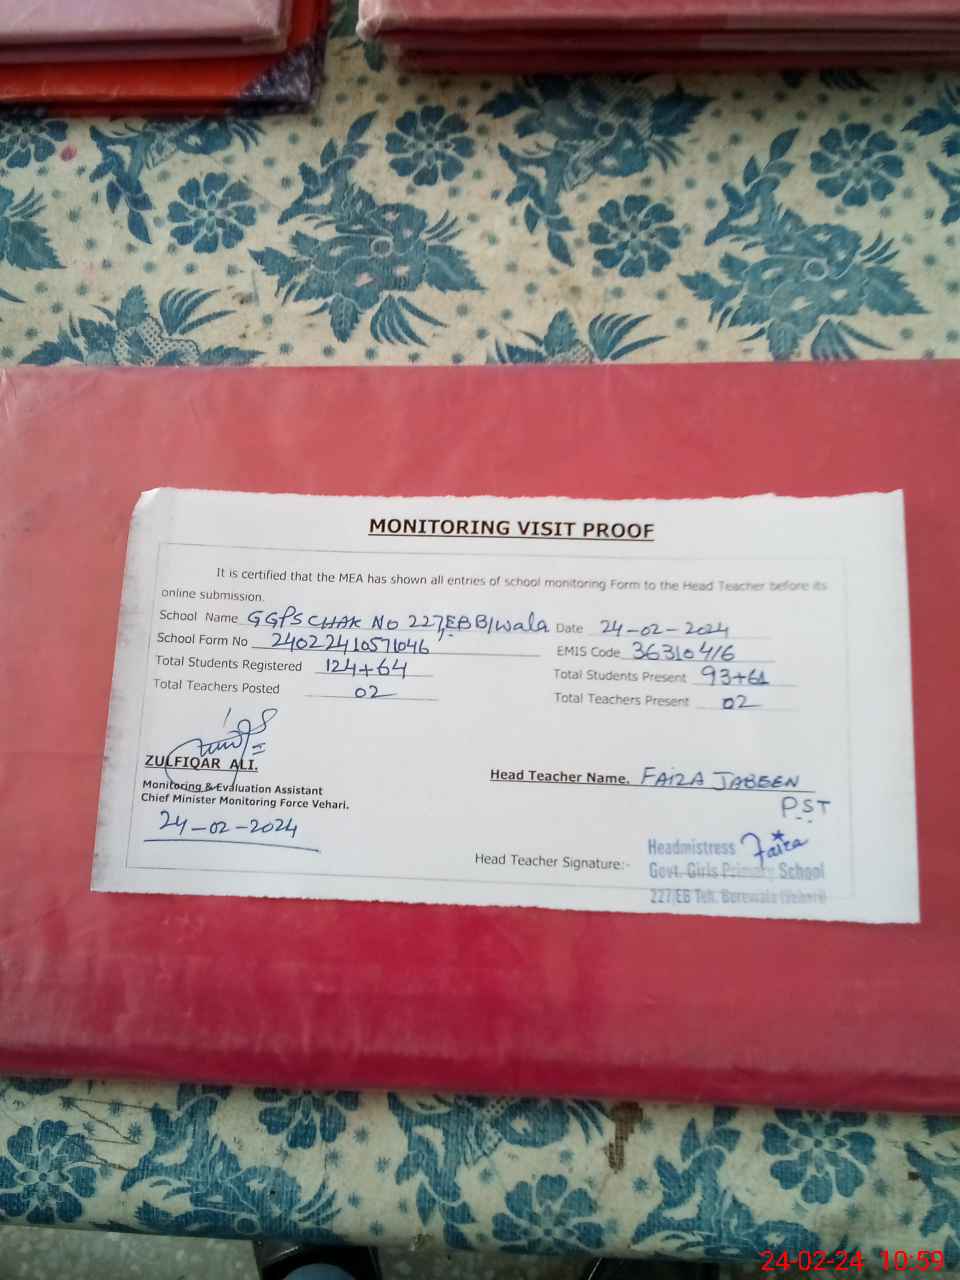 MONITORING VISIT PROOF
It is certified that the MEA has shown all entries of school monitoring Form to the Head Teacher before its
online submission.
School Name GGPS CHAK NO 227,EB B/wala Date 24-02-2024
School Form No 24022410571046 EMIS Code 36310416
Total Students Registered 124+64 Total Students Present 93+61
Total Teachers Posted 02 Total Teachers Present 02
ZULFIQAR ALI.
Monitoring & Evaluation Assistant
Chief Minister Monitoring Force Vehari.
24-02-2024
Head Teacher Name. FAIZA JABEEN
PST
Head Teacher Signature:- Faiza
Headmistress
Govt. Girls Primary School
227/EB Teh. Burewala (Vehari)
24-02-24 10:59